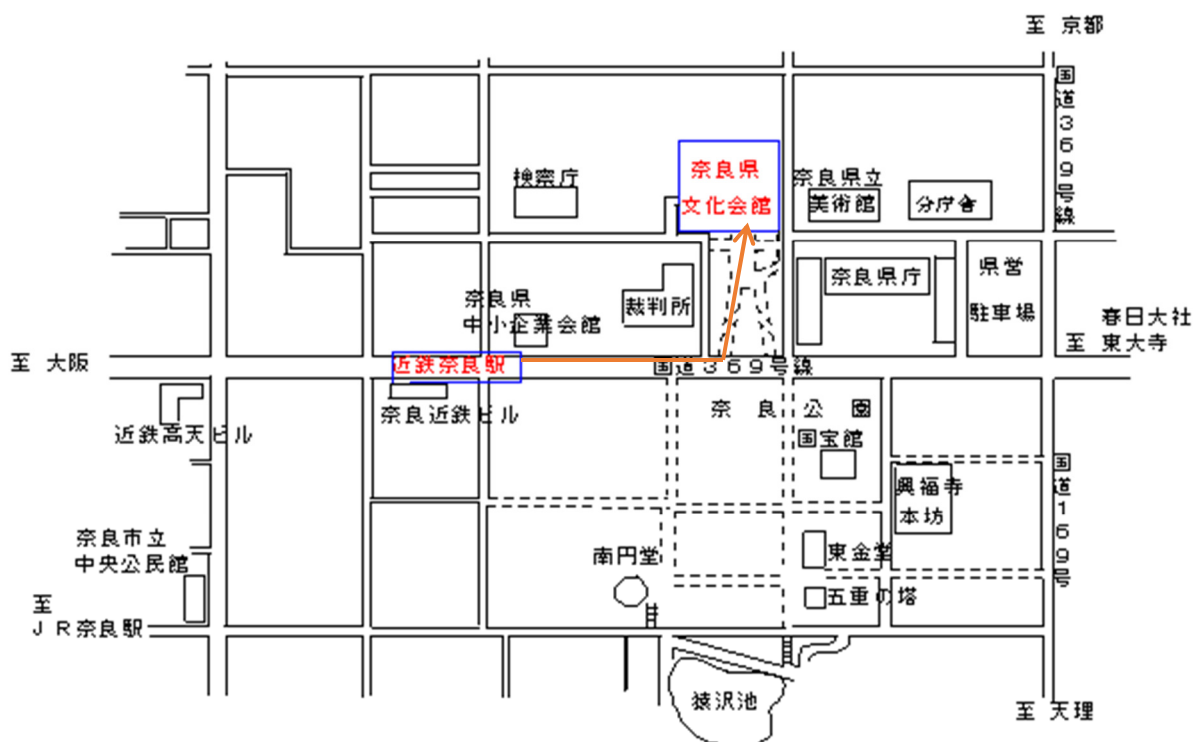 至 京都
国道369号線
奈良県
文化会館
検察庁
奈良県立
美術館
分庁舎
奈良県庁
県営
駐車場
裁判所
奈良県
中小企業会館
春日大社
至 東大寺
至 大阪
近鉄奈良駅
国道369号線
奈良近鉄ビル
近鉄高天ビル
奈良公園
国宝館
興福寺
本坊
国道169号
奈良市立
中央公民館
南円堂
東金堂
五重の塔
至
JR奈良駅
猿沢池
至 天理